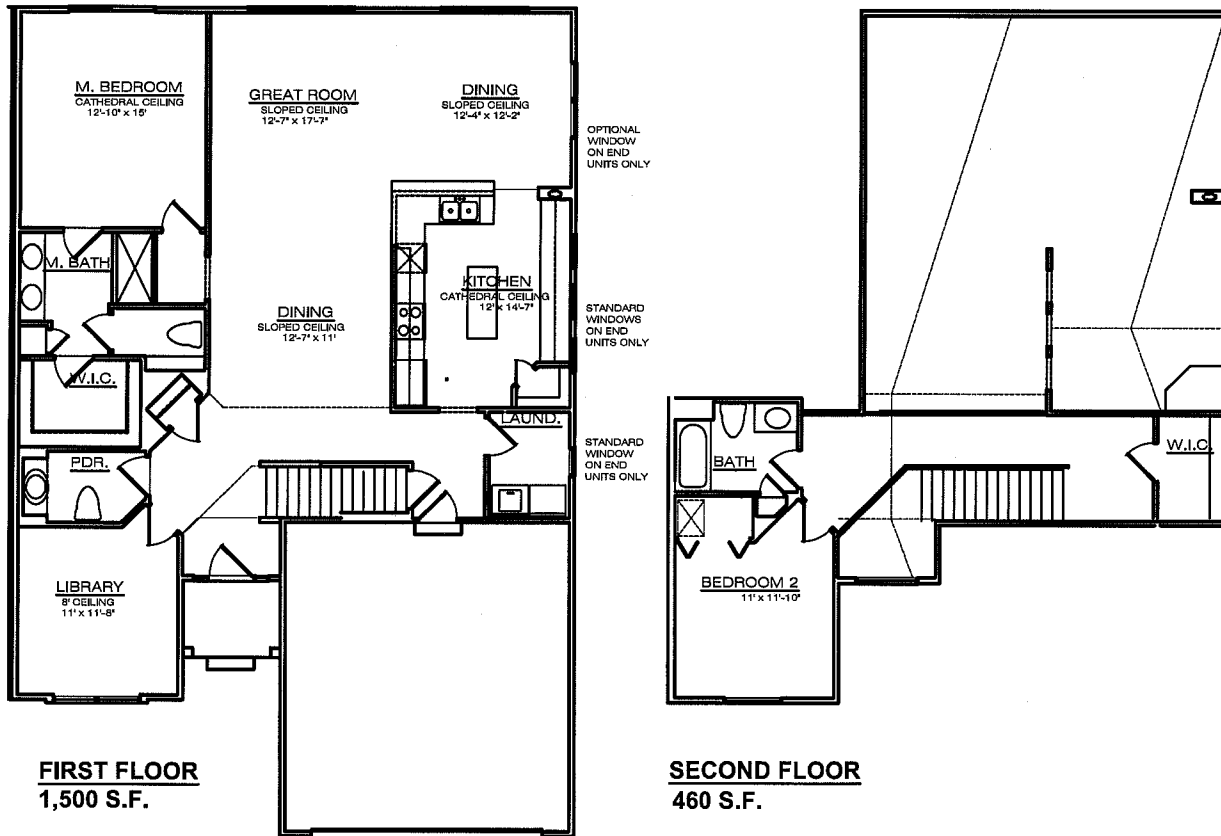 M. BEDROOM
CATHEDRAL CEILING
12'-10" x 15'
GREAT ROOM
SLOPED CEILING
12'-7" x 17'-7"
DINING
SLOPED CEILING
12'-4" x 12'-2"
OPTIONAL
WINDOW
ON END
UNITS ONLY
M. BATH
KITCHEN
CATHEDRAL CEILING
12' x 14'-7"
DINING
SLOPED CEILING
12'-7" x 11'
STANDARD
WINDOWS
ON END
UNITS ONLY
W.I.C.
LAUND.
STANDARD
WINDOW
ON END
UNITS ONLY
PDR.
LIBRARY
8' CEILING
11' x 11'-8"
FIRST FLOOR
1,500 S.F.
W.I.C.
BATH
BEDROOM 2
11' x 11'-10"
SECOND FLOOR
460 S.F.